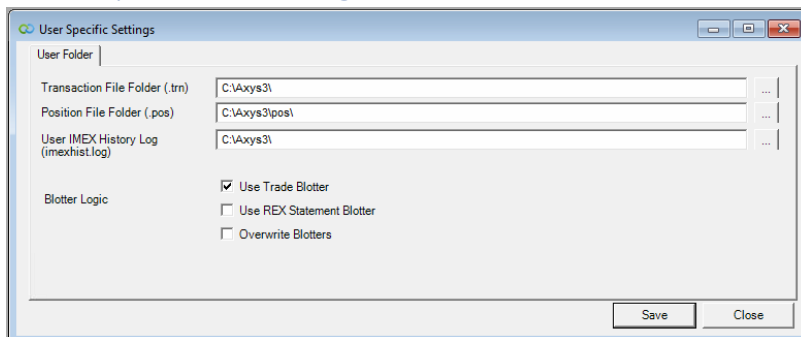 User Specific Settings
User Folder
Transaction File Folder (.trn) C:\Axys3\ ...
Position File Folder (.pos) C:\Axys3\pos\ ...
User IMEX History Log C:\Axys3\ ...
(imexhist.log)
Use Trade Blotter
Blotter Logic
Use REX Statement Blotter
Overwrite Blotters
Save Close